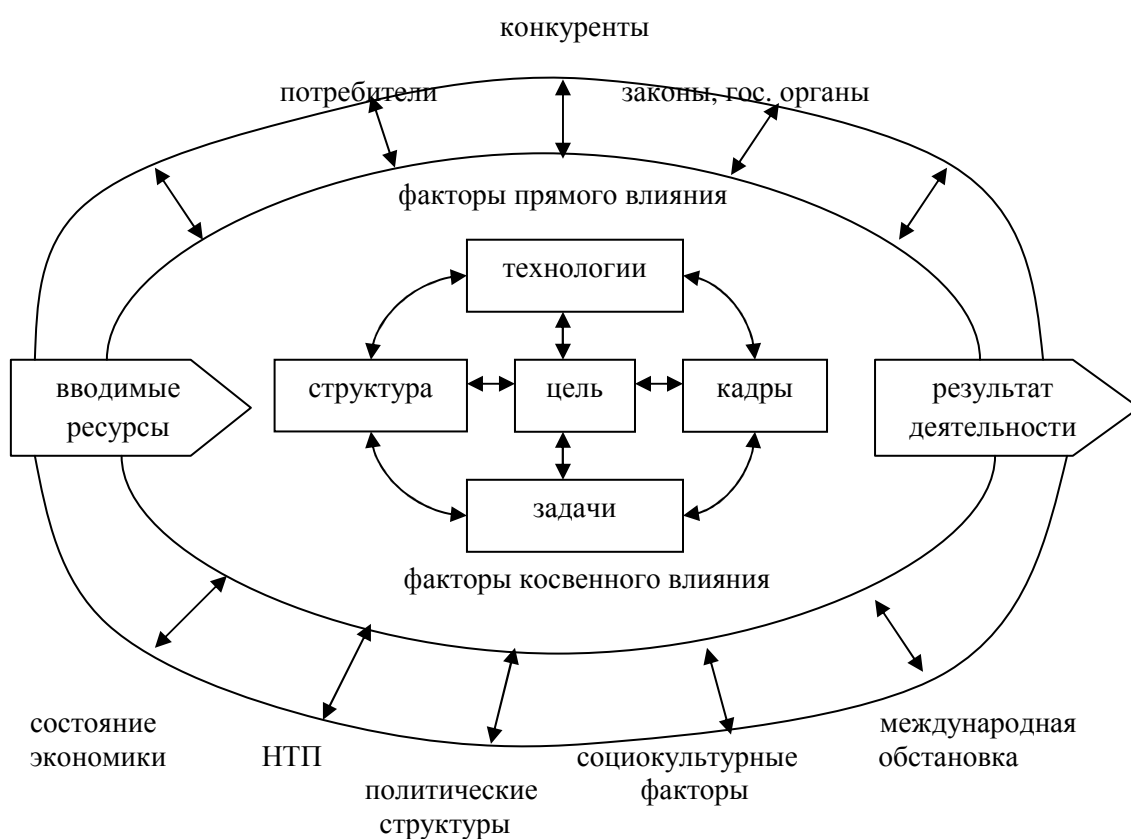 конкуренты
потребители
законы, гос. органы
факторы прямого влияния
технологии
вводимые
ресурсы
структура
цель
кадры
результат
деятельности
задачи
факторы косвенного влияния
состояние
экономики
НТП
политические
структуры
социокультурные
факторы
международная
обстановка